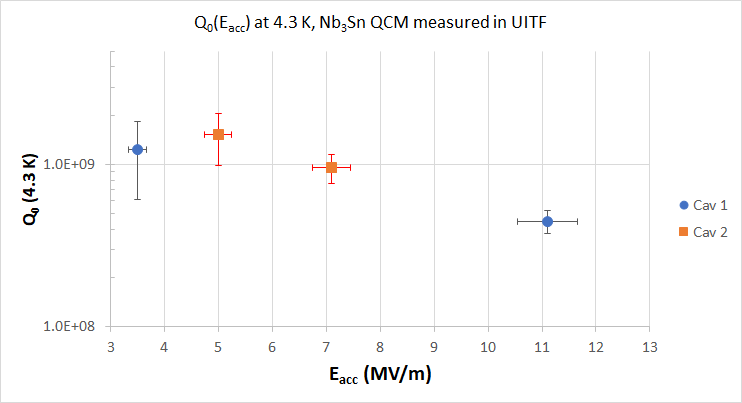 Q₀(Eacc) at 4.3 K, Nb₃Sn QCM measured in UITF
Q₀ (4.3 K)
1.0E+09
1.0E+08
3 4 5 6 7 8 9 10 11 12 13
Eacc (MV/m)
Cav 1
Cav 2